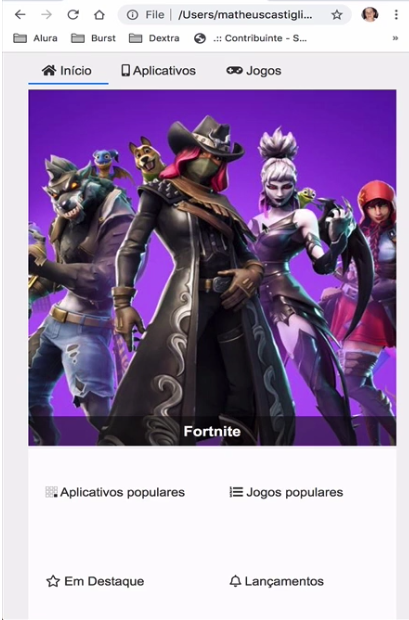 File | /Users/matheuscastigli...
Alura Burst Dextra .:: Contribuinte - S... »
Início Aplicativos Jogos
Fortnite
Aplicativos populares Jogos populares
Em Destaque Lançamentos